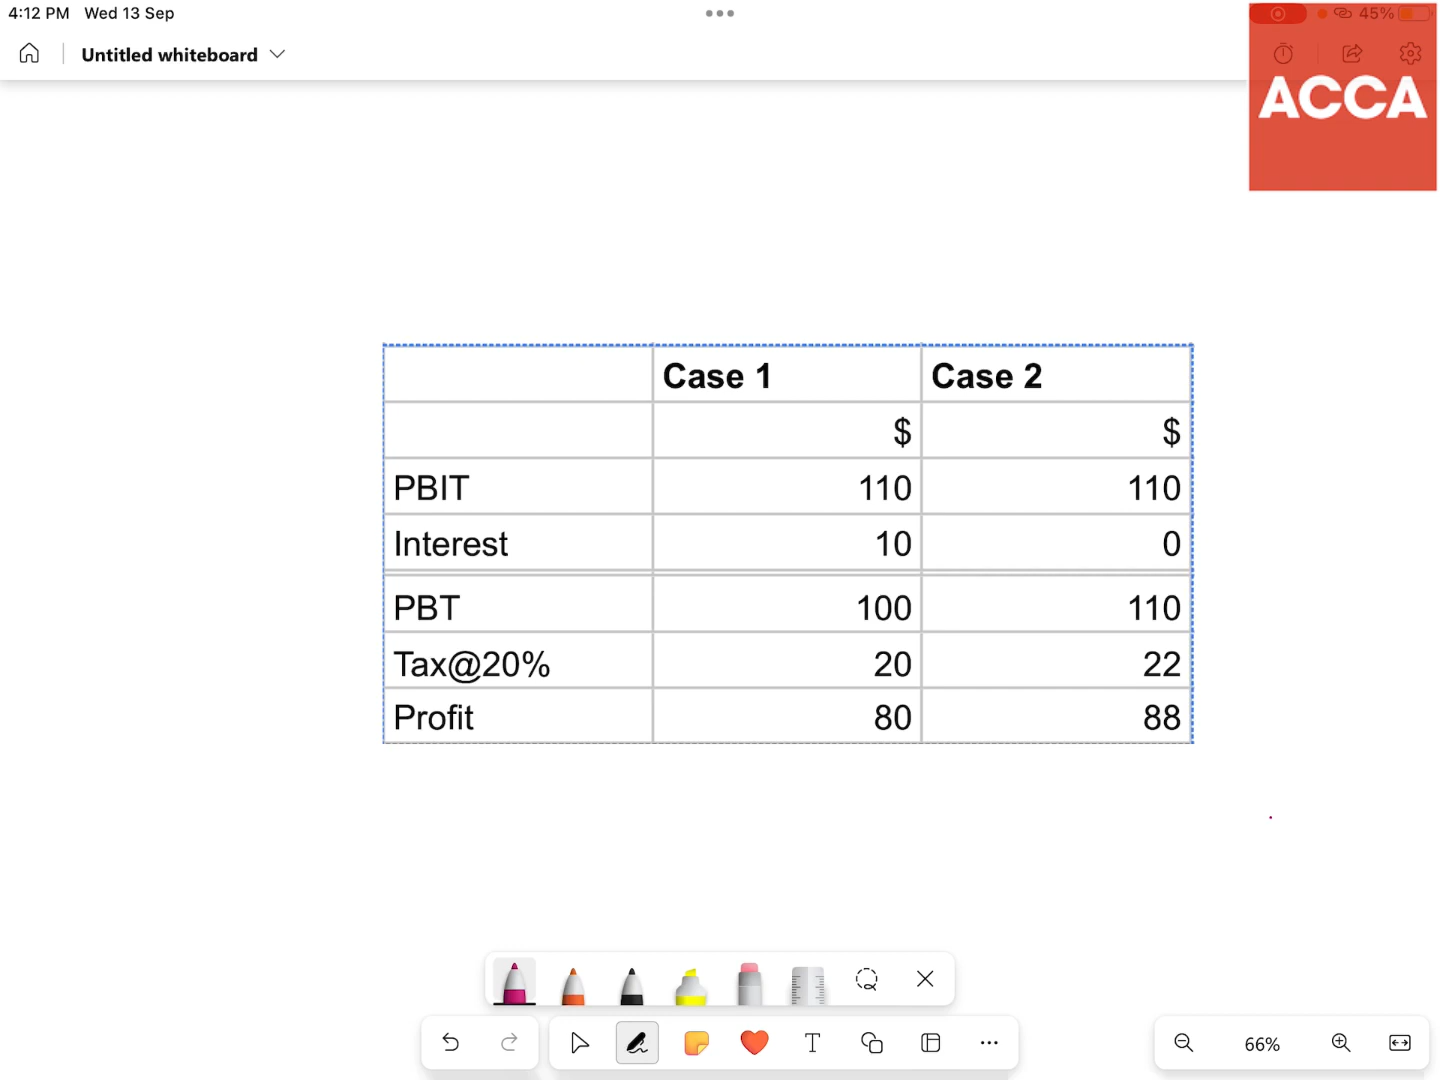 4:12 PM Wed 13 Sep
45%
Untitled whiteboard
ACCA
Case 1 Case 2
$ $
PBIT 110 110
Interest 10 0
PBT 100 110
Tax@20% 20 22
Profit 80 88
T
66%